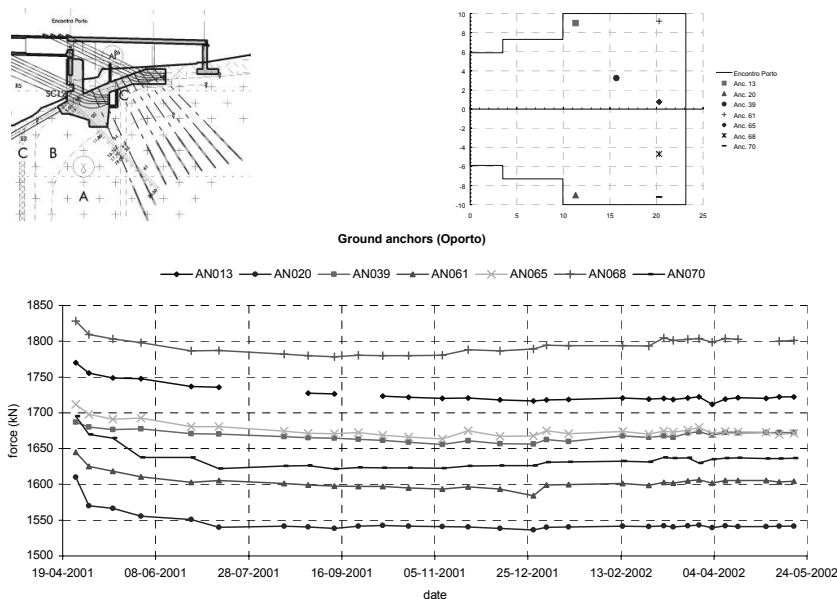 Encontro Porto
R5
SC12
C
B
C
A
10
8
6
4
2
0
-2
-4
-6
-8
-10
0
5
10
15
20
25
Encontro Porto
Anc. 13
Anc. 20
Anc. 39
Anc. 61
Anc. 65
Anc. 68
Anc. 70
Ground anchors (Oporto)
AN013 AN020 AN039 AN061 AN065 AN068 AN070
force (kN)
1850
1800
1750
1700
1650
1600
1550
1500
19-04-2001 08-06-2001 28-07-2001 16-09-2001 05-11-2001 25-12-2001 13-02-2002 04-04-2002 24-05-2002
date